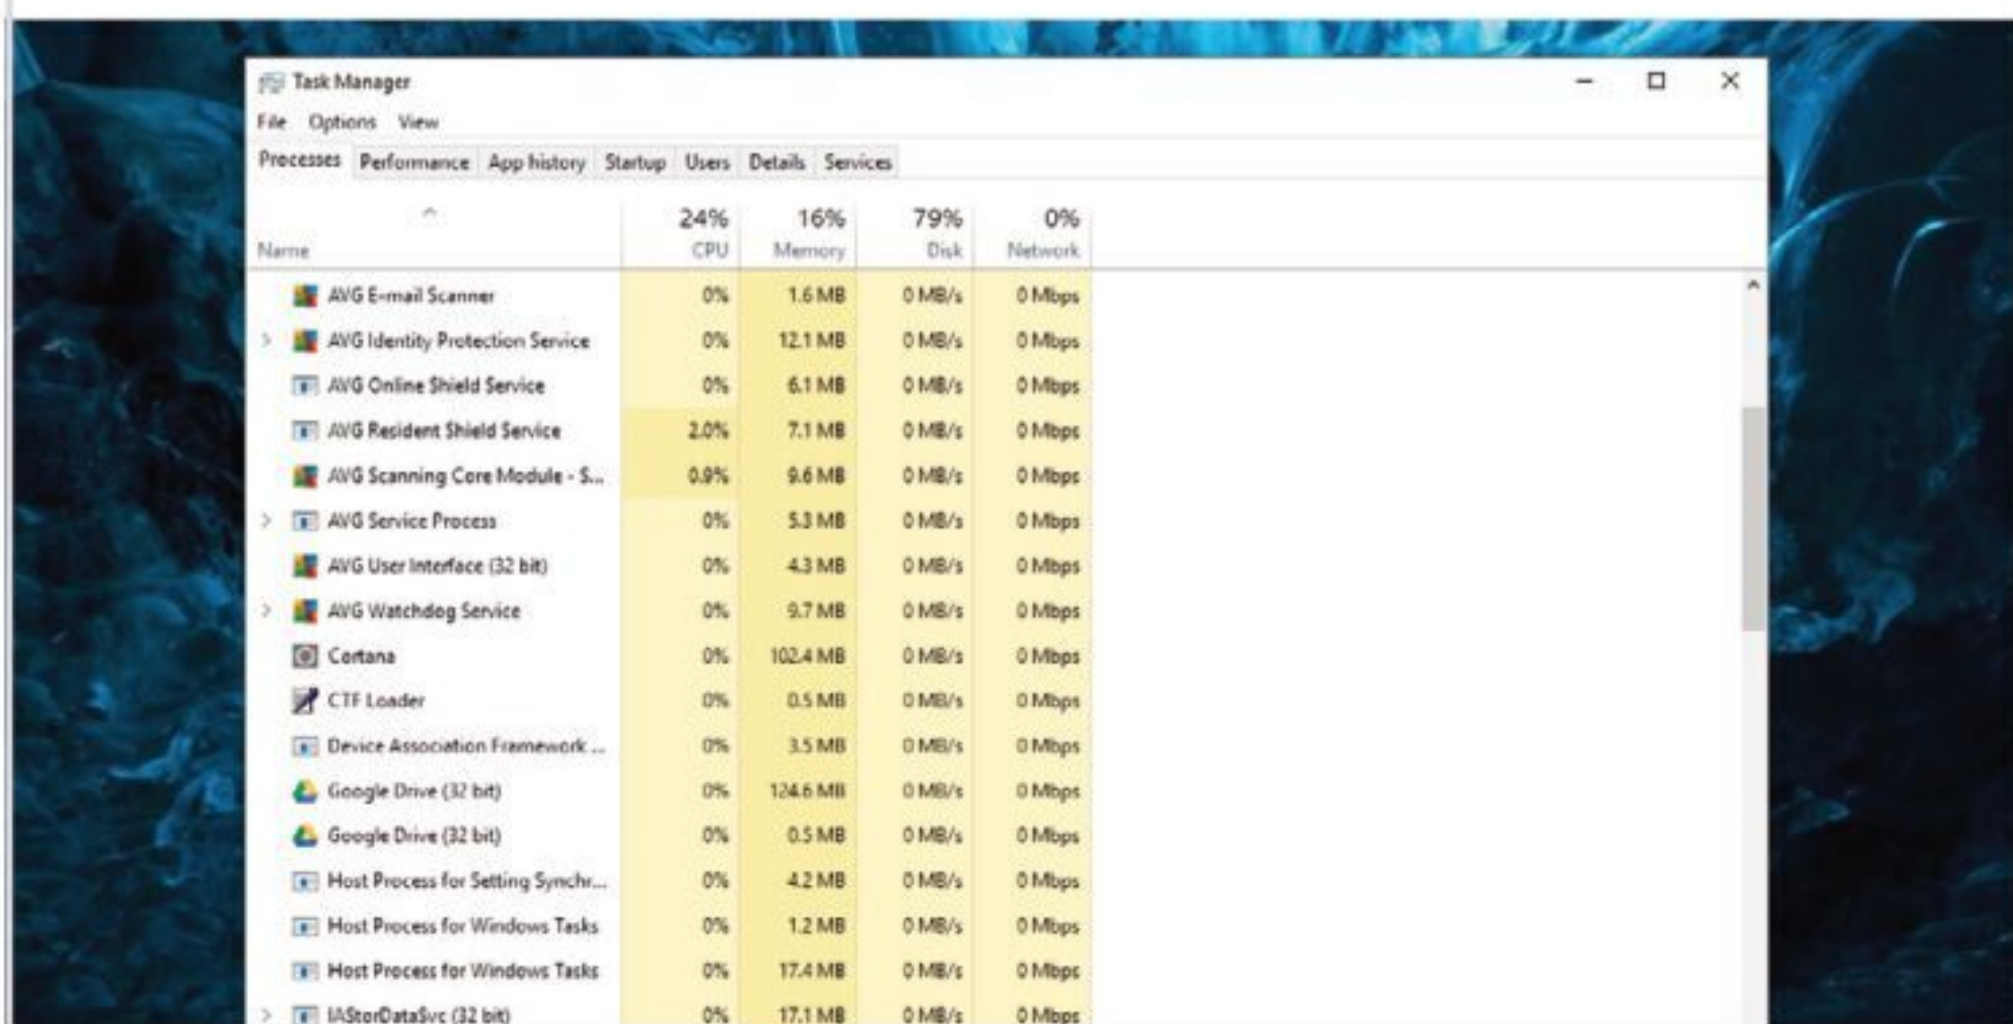 Task Manager
File Options View
Processes Performance App history Startup Users Details Services
24% 16% 79% 0%
Name CPU Memory Disk Network
AVG E-mail Scanner 0% 1.6 MB 0 MB/s 0 Mbps
AVG Identity Protection Service 0% 12.1 MB 0 MB/s 0 Mbps
AVG Online Shield Service 0% 6.1 MB 0 MB/s 0 Mbps
AVG Resident Shield Service 2.0% 7.1 MB 0 MB/s 0 Mbps
AVG Scanning Core Module - S... 0.9% 9.6 MB 0 MB/s 0 Mbps
AVG Service Process 0% 5.3 MB 0 MB/s 0 Mbps
AVG User Interface (32 bit) 0% 4.3 MB 0 MB/s 0 Mbps
AVG Watchdog Service 0% 9.7 MB 0 MB/s 0 Mbps
Cortana 0% 102.4 MB 0 MB/s 0 Mbps
CTF Loader 0% 0.5 MB 0 MB/s 0 Mbps
Device Association Framework ... 0% 3.5 MB 0 MB/s 0 Mbps
Google Drive (32 bit) 0% 124.6 MB 0 MB/s 0 Mbps
Google Drive (32 bit) 0% 0.5 MB 0 MB/s 0 Mbps
Host Process for Setting Synchr... 0% 4.2 MB 0 MB/s 0 Mbps
Host Process for Windows Tasks 0% 1.2 MB 0 MB/s 0 Mbps
Host Process for Windows Tasks 0% 17.4 MB 0 MB/s 0 Mbps
IAStorDataSvc (32 bit) 0% 17.1 MB 0 MB/s 0 Mbps